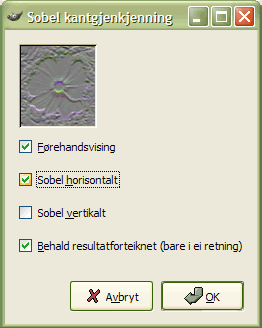 Sobel kantgjenkjenning
Førehandsvising
Sobel horisontalt
Sobel vertikalt
Behald resultatforteiknet (bare i ei retning)
Avbryt
OK